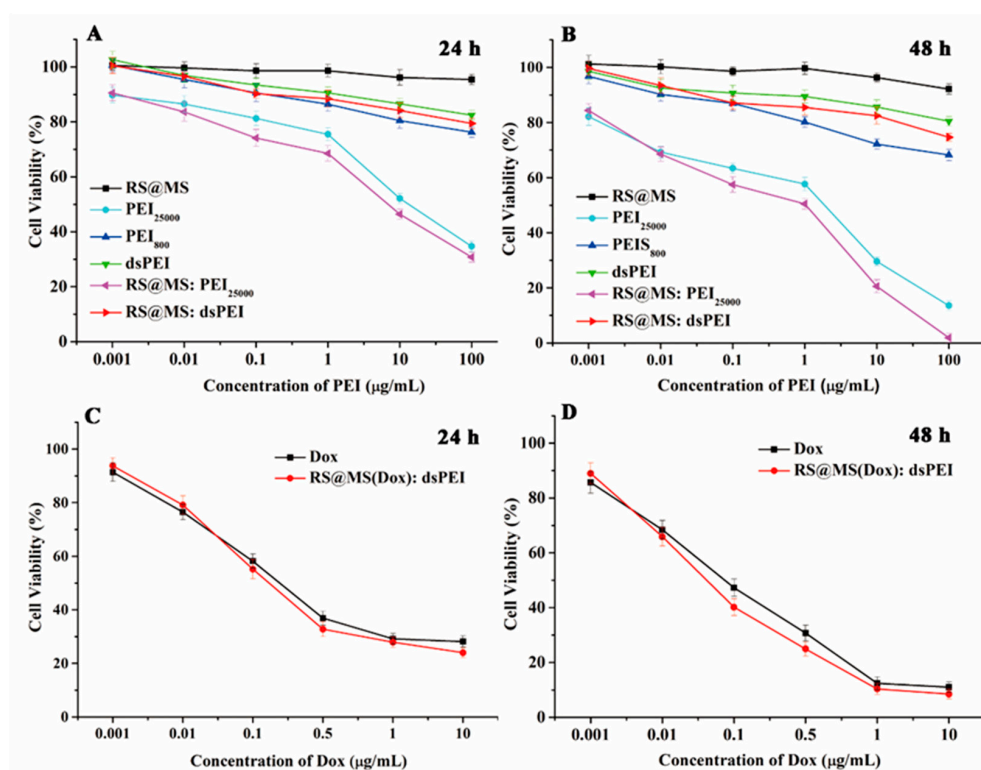 A
24 h
120
100
80
60
40
20
0
Cell Viability (%)
RS@MS
PEI25000
PEI800
dsPEI
RS@MS: PEI25000
RS@MS: dsPEI
0.001 0.01 0.1 1 10 100
Concentration of PEI (μg/mL)
B
48 h
120
100
80
60
40
20
0
Cell Viability (%)
RS@MS
PEI25000
PEIS800
dsPEI
RS@MS: PEI25000
RS@MS: dsPEI
0.001 0.01 0.1 1 10 100
Concentration of PEI (μg/mL)
C
24 h
100
80
60
40
20
0
Cell Viability (%)
Dox
RS@MS(Dox): dsPEI
0.001 0.01 0.1 0.5 1 10
Concentration of Dox (μg/mL)
D
48 h
100
80
60
40
20
0
Cell Viability (%)
Dox
RS@MS(Dox): dsPEI
0.001 0.01 0.1 0.5 1 10
Concentration of Dox (μg/mL)